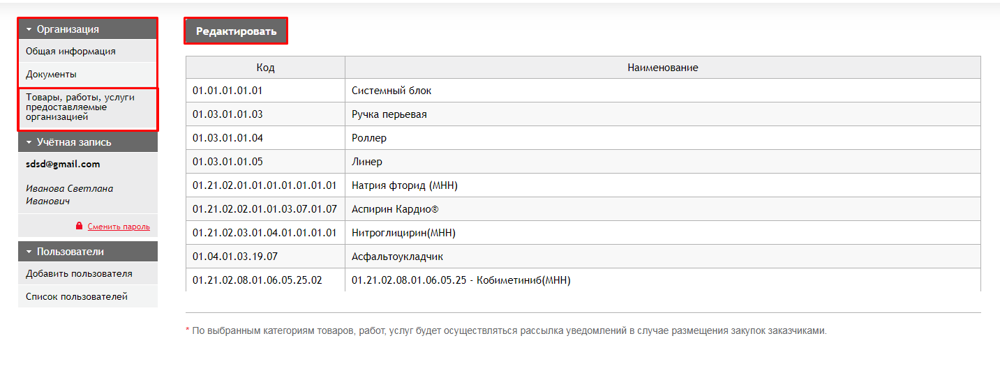 Организация
Общая информация
Документы
Товары, работы, услуги
предоставляемые
организацией
Учётная запись
sdsd@gmail.com
Иванова Светлана
Иванович
Сменить пароль
Пользователи
Добавить пользователя
Список пользователей
Редактировать
Код Наименование
01.01.01.01.01 Системный блок
01.03.01.01.03 Ручка перьевая
01.03.01.01.04 Роллер
01.03.01.01.05 Линер
01.21.02.01.01.01.01.01.01.01 Натрия фторид (МНН)
01.21.02.02.01.01.03.07.01.07 Аспирин Кардио®
01.21.02.03.01.04.01.01.01.01 Нитроглицирин(МНН)
01.04.01.03.19.07 Асфальтоукладчик
01.21.02.08.01.06.05.25.02 01.21.02.08.01.06.05.25 - Кобиметиниб(МНН)
* По выбранным категориям товаров, работ, услуг будет осуществляться рассылка уведомлений в случае размещения закупок заказчиками.